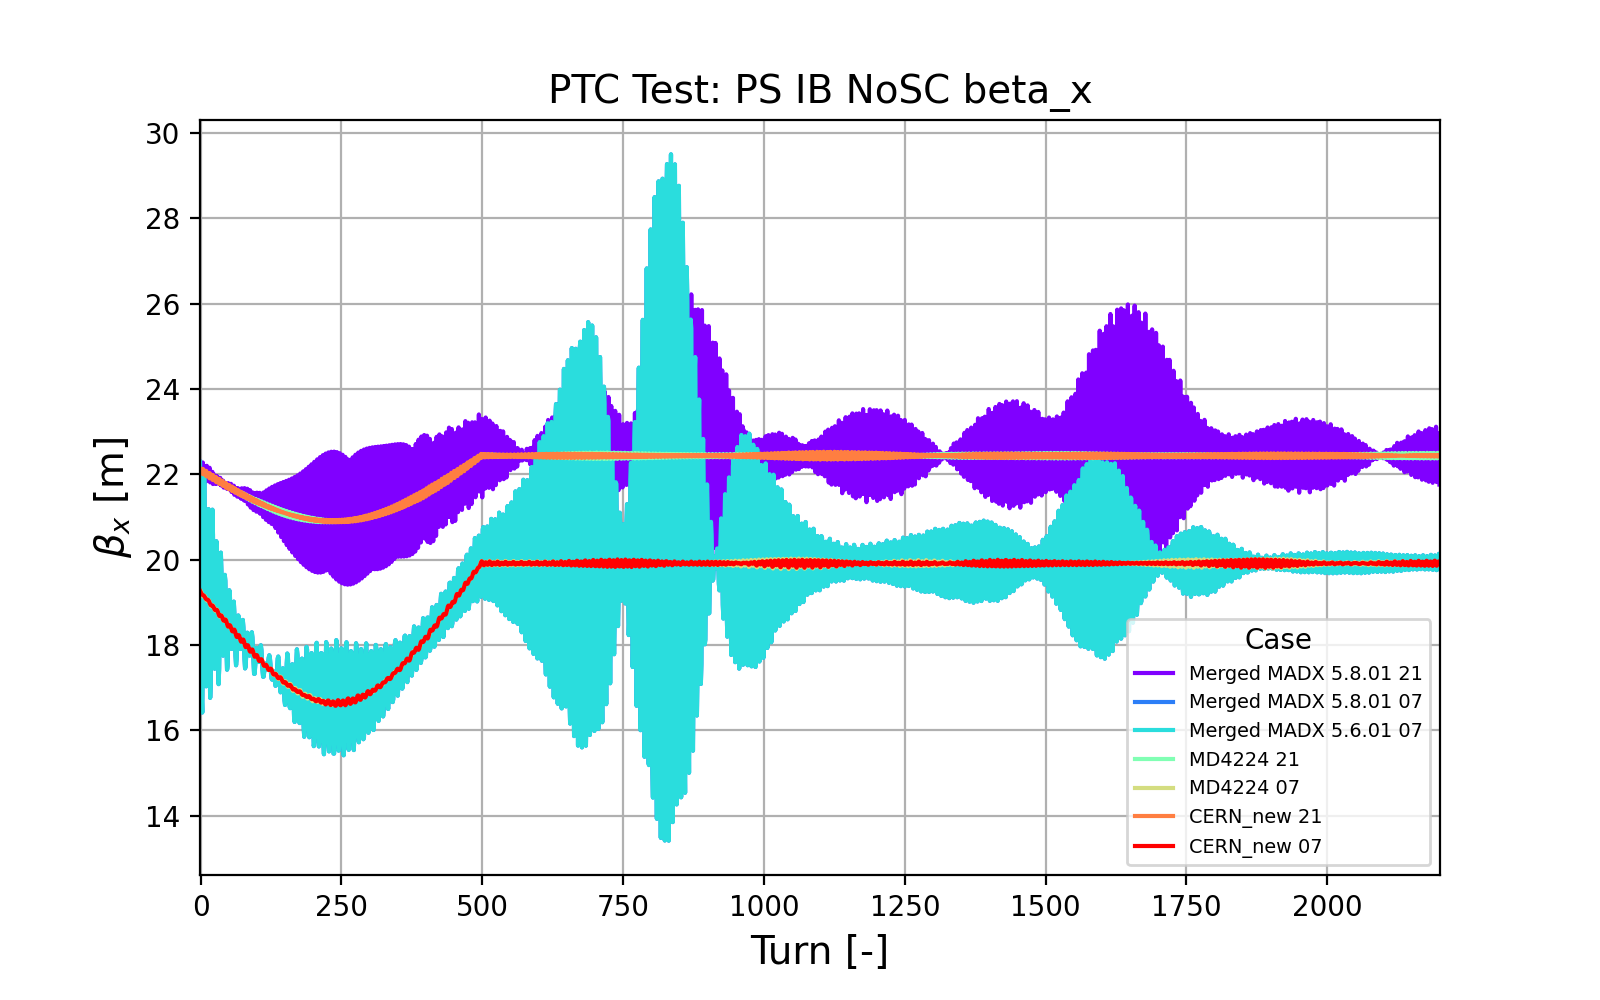 PTC Test: PS IB NoSC beta_x
30
28
26
24
22
20
18
16
14
β_x [m]
0 250 500 750 1000 1250 1500 1750 2000
Turn [-]
Case
Merged MADX 5.8.01 21
Merged MADX 5.8.01 07
Merged MADX 5.6.01 07
MD4224 21
MD4224 07
CERN_new 21
CERN_new 07